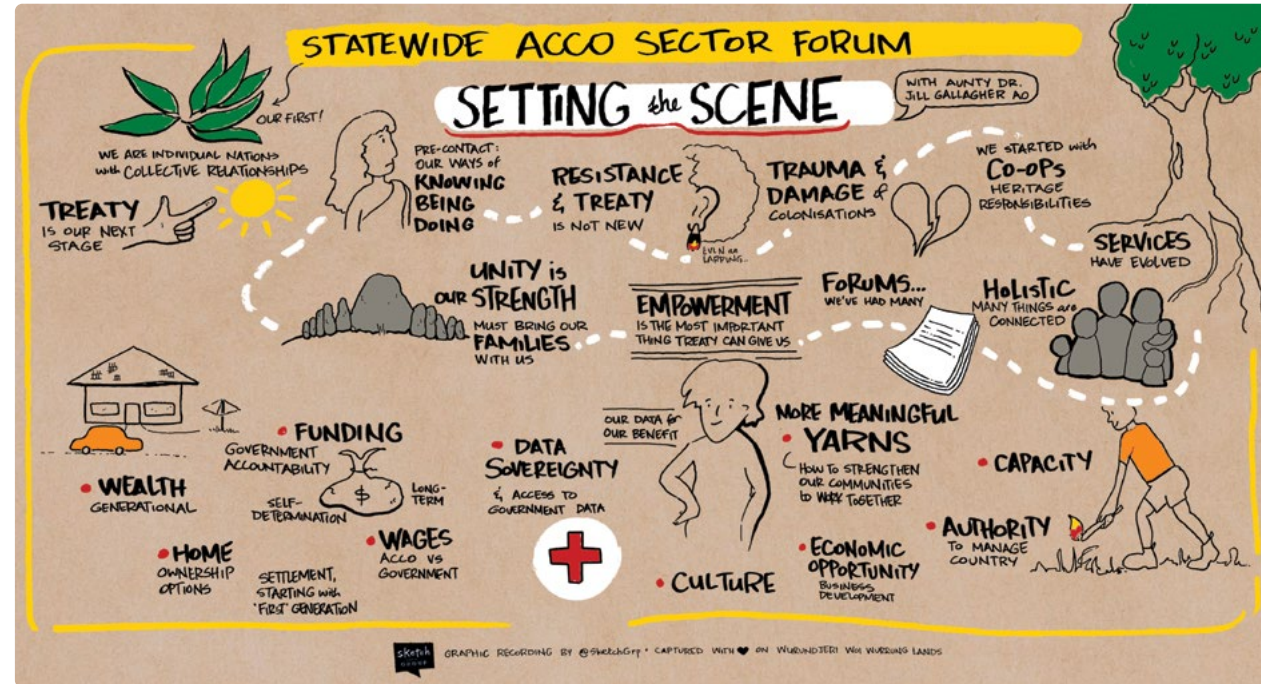 STATEWIDE ACCO SECTOR FORUM
SETTING the SCENE
WITH AUNTY DR.
JILL GALLAGHER AO
OUR FIRST!
WE ARE INDIVIDUAL NATIONS
with COLLECTIVE RELATIONSHIPS
TREATY
IS OUR NEXT
STAGE
PRE-CONTACT:
OUR WAYS of
KNOWING
BEING
DOING
RESISTANCE
& TREATY
IS NOT NEW
EVEN an
TRAUMA &
DAMAGE of
COLONISATIONS
WE STARTED with
CO-OPs
HERITAGE
RESPONSIBILITIES
SERVICES
HAVE EVOLVED
HOLISTIC
MANY THINGS are
CONNECTED
FORUMS...
WE'VE HAD MANY
EMPOWERMENT
IS THE MOST IMPORTANT
THING TREATY CAN GIVE US
UNITY is
OUR STRENGTH
MUST BRING OUR
FAMILIES
WITH US
• WEALTH
GENERATIONAL
• HOME
OWNERSHIP
OPTIONS
• FUNDING
GOVERNMENT
ACCOUNTABILITY
$
SELF-
DETERMINATION
LONG-
TERM
SETTLEMENT,
STARTING with
'FIRST' GENERATION
• WAGES
ACCO VS
GOVERNMENT
• DATA
SOVEREIGNTY
& ACCESS TO
GOVERNMENT DATA
OUR DATA for
OUR BENEFIT
• CULTURE
MORE MEANINGFUL
• YARNS
HOW TO STRENGTHEN
OUR COMMUNITIES
to WORK TOGETHER
• ECONOMIC
OPPORTUNITY
BUSINESS
DEVELOPMENT
• CAPACITY
• AUTHORITY
TO MANAGE
COUNTRY
sketch
GROUP
GRAPHIC RECORDING BY @SketchGrp • CAPTURED WITH ♥ ON WURUNDJERI WOI WURRUNG LANDS